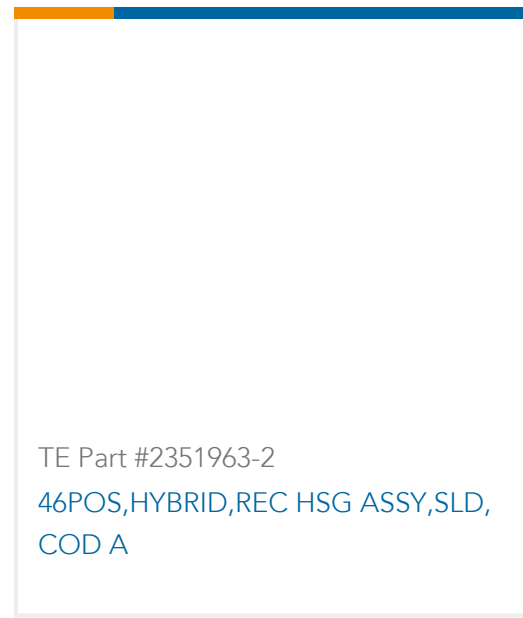 TE Part #2351963-2
46POS,HYBRID,REC HSG ASSY,SLD,
COD A